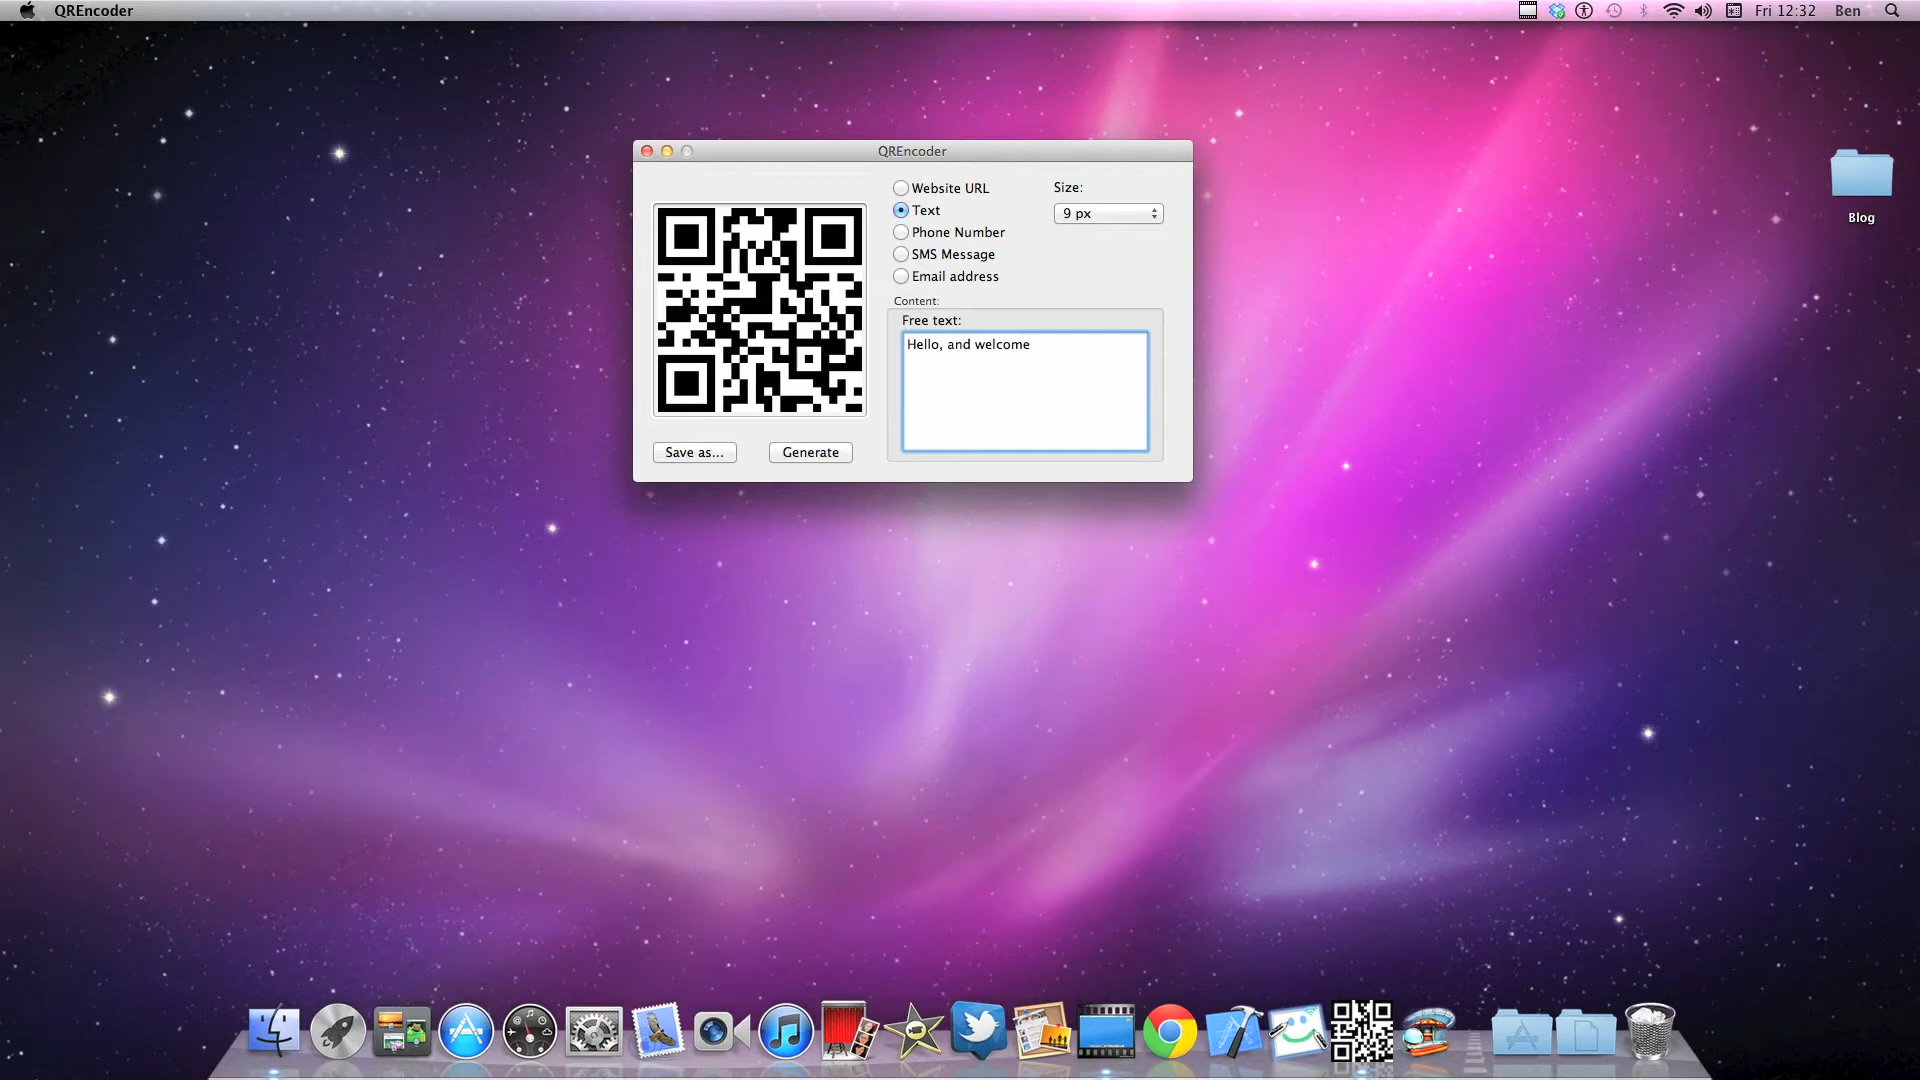 QREncoder
Fri 12:32
Ben
QREncoder
Website URL
Text
Phone Number
SMS Message
Email address
Size:
9 px
Content:
Free text:
Hello, and welcome
Save as...
Generate
Blog